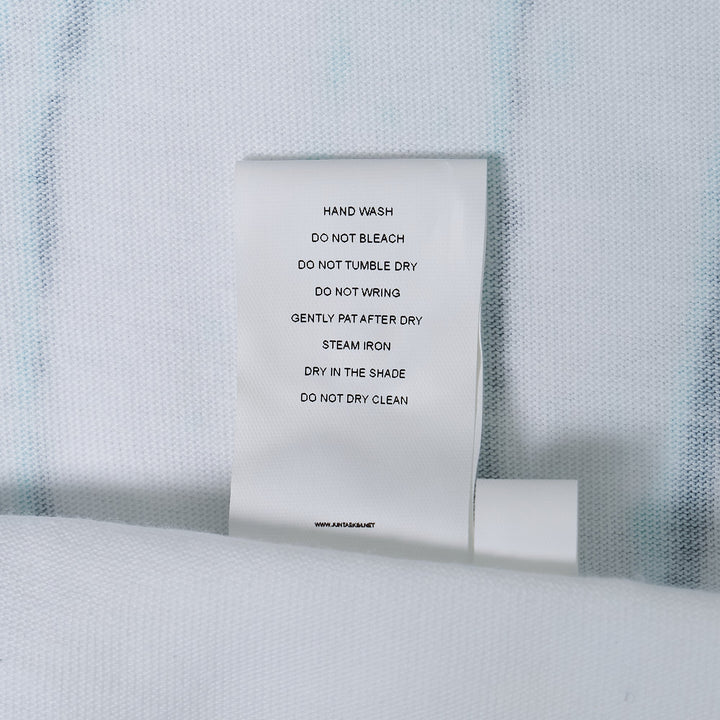 HAND WASH
DO NOT BLEACH
DO NOT TUMBLE DRY
DO NOT WRING
GENTLY PAT AFTER DRY
STEAM IRON
DRY IN THE SHADE
DO NOT DRY CLEAN